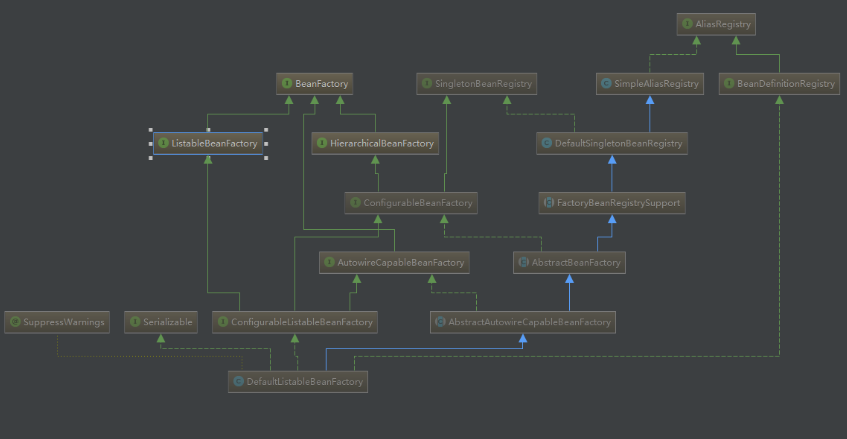 AliasRegistry
BeanFactory
SingletonBeanRegistry
SimpleAliasRegistry
BeanDefinitionRegistry
ListableBeanFactory
HierarchicalBeanFactory
DefaultSingletonBeanRegistry
ConfigurableBeanFactory
FactoryBeanRegistrySupport
AutowireCapableBeanFactory
AbstractBeanFactory
SuppressWarnings
Serializable
ConfigurableListableBeanFactory
AbstractAutowireCapableBeanFactory
DefaultListableBeanFactory